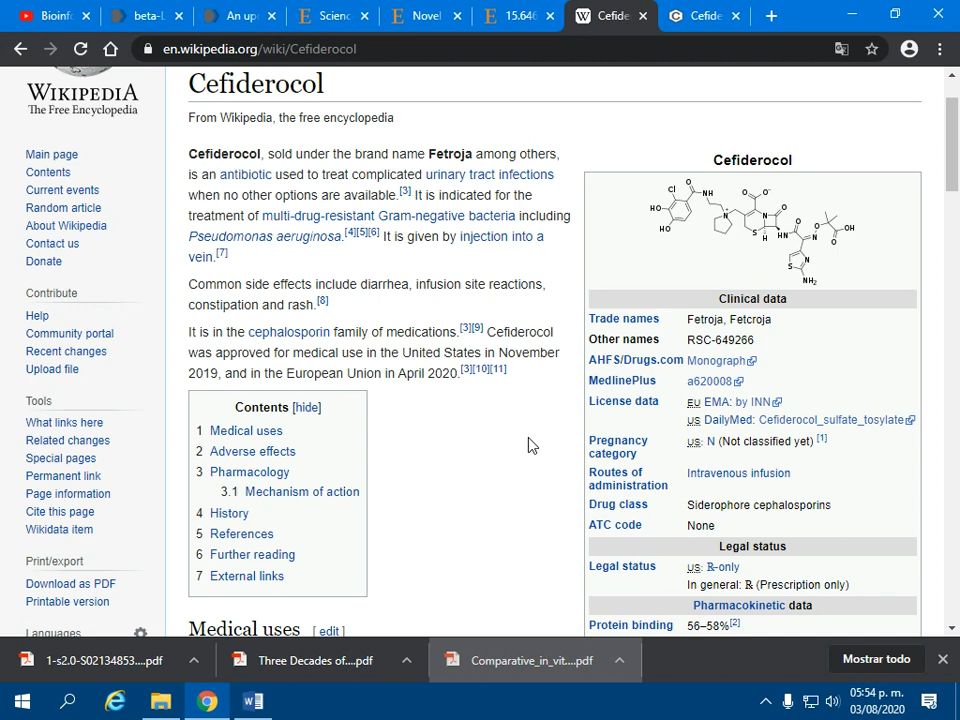 Bioinf
beta-L
An up
Scienc
Novel
15.646
Cefide
Cefide
en.wikipedia.org/wiki/Cefiderocol
WIKIPEDIA
The Free Encyclopedia
Main page
Contents
Current events
Random article
About Wikipedia
Contact us
Donate
Contribute
Help
Community portal
Recent changes
Upload file
Tools
What links here
Related changes
Special pages
Permanent link
Page information
Cite this page
Wikidata item
Print/export
Download as PDF
Printable version
Languages
Cefiderocol
From Wikipedia, the free encyclopedia
Cefiderocol, sold under the brand name Fetroja among others,
is an antibiotic used to treat complicated urinary tract infections
when no other options are available.[3] It is indicated for the
treatment of multi-drug-resistant Gram-negative bacteria including
Pseudomonas aeruginosa.[4][5][6] It is given by injection into a
vein.[7]
Common side effects include diarrhea, infusion site reactions,
constipation and rash.[8]
It is in the cephalosporin family of medications.[3][9] Cefiderocol
was approved for medical use in the United States in November
2019, and in the European Union in April 2020.[3][10][11]
Contents [hide]
1 Medical uses
2 Adverse effects
3 Pharmacology
3.1 Mechanism of action
4 History
5 References
6 Further reading
7 External links
Medical uses [ edit ]
Cefiderocol
Cl
O
NH
HO
HO
N+
O
O−
N
O
S
H
HN
O
N
O
O
OH
S
N
NH2
Clinical data
Trade names Fetroja, Fetcroja
Other names RSC-649266
AHFS/Drugs.com Monograph
MedlinePlus a620008
License data EU EMA: by INN
US DailyMed: Cefiderocol_sulfate_tosylate
Pregnancy category US: N (Not classified yet) [1]
Routes of administration Intravenous infusion
Drug class Siderophore cephalosporins
ATC code None
Legal status
Legal status US: ℞-only
In general: ℞ (Prescription only)
Pharmacokinetic data
Protein binding 56–58%[2]
1-s2.0-S02134853....pdf
Three Decades of....pdf
Comparative_in_vit....pdf
Mostrar todo
05:54 p. m.
03/08/2020